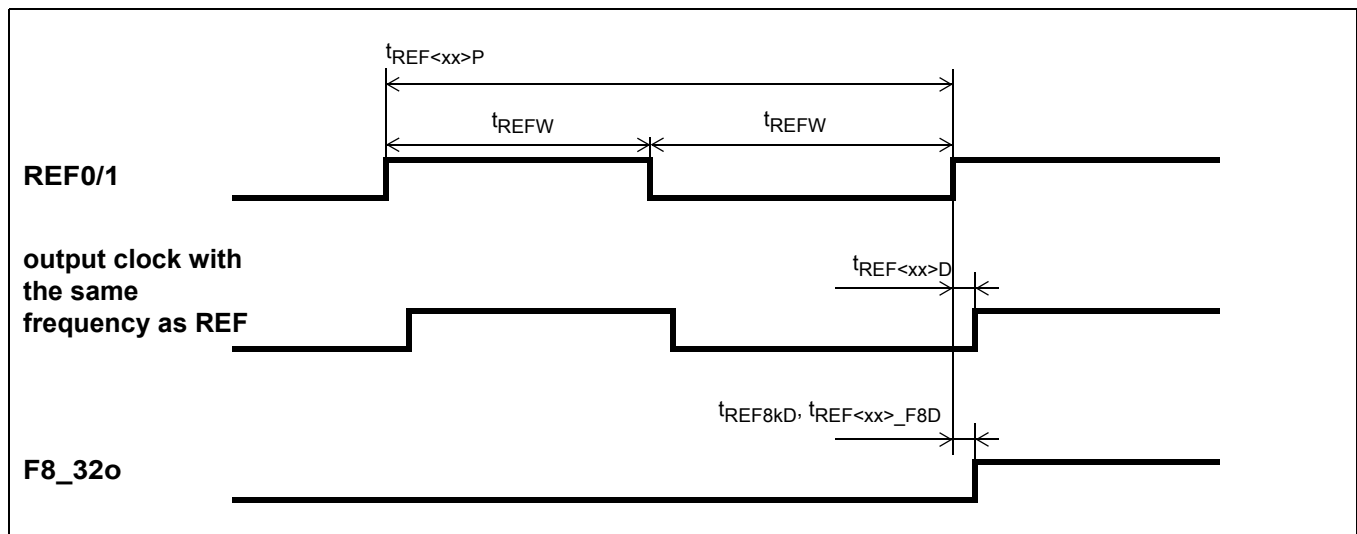 tREF<xx>P
tREFW tREFW
REF0/1
output clock with
the same
frequency as REF
tREF<xx>D
tREF8kD, tREF<xx>_F8D
F8_32o